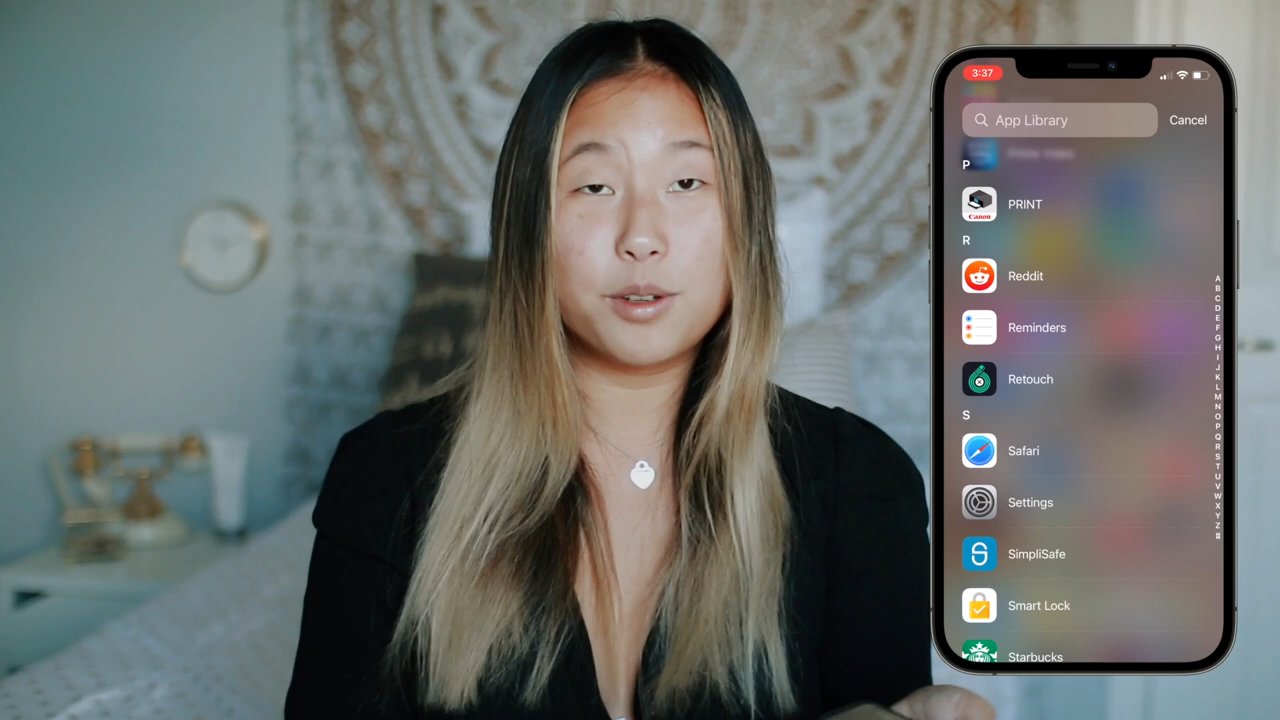 3:37
App Library
Cancel
P
PRINT
Canon
R
Reddit
Reminders
Retouch
S
Safari
Settings
SimpliSafe
Smart Lock
Starbucks
A
B
C
D
E
F
G
H
I
J
K
L
M
N
O
P
Q
R
S
T
U
V
W
X
Y
Z
#